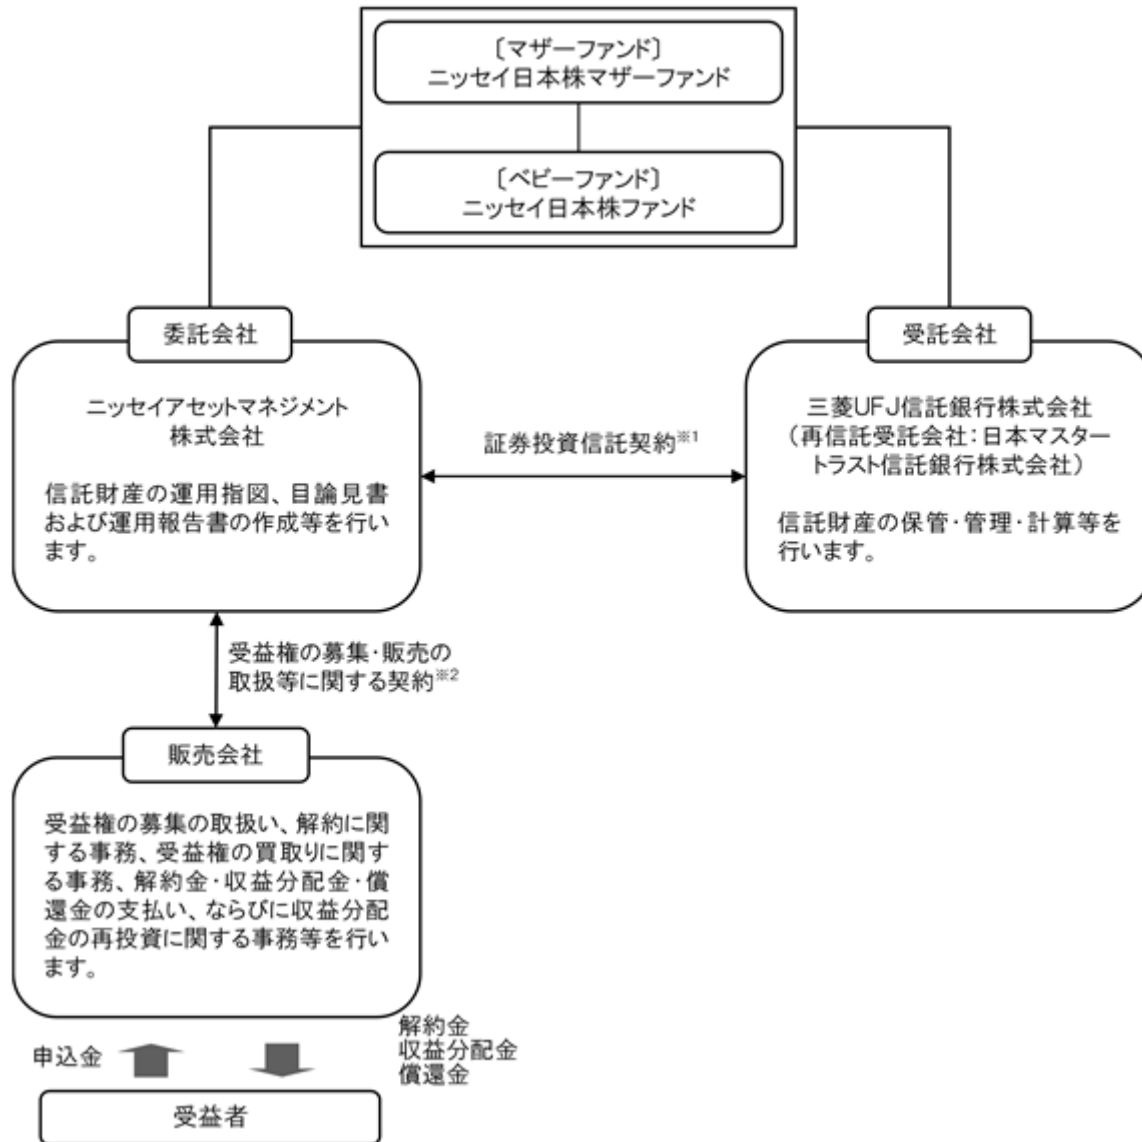 〔マザーファンド〕
ニッセイ日本株マザーファンド
〔ベビーファンド〕
ニッセイ日本株ファンド
委託会社
ニッセイアセットマネジメント
株式会社
信託財産の運用指図、目論見書
および運用報告書の作成等を行い
ます。
証券投資信託契約※1
受託会社
三菱UFJ信託銀行株式会社
（再信託受託会社：日本マスター
トラスト信託銀行株式会社）
信託財産の保管・管理・計算等を
行います。
受益権の募集・販売の
取扱等に関する契約※2
販売会社
受益権の募集の取扱い、解約に関
する事務、受益権の買取りに関す
る事務、解約金・収益分配金・償
還金の支払い、ならびに収益分配
金の再投資に関する事務等を行い
ます。
申込金
解約金
収益分配金
償還金
受益者